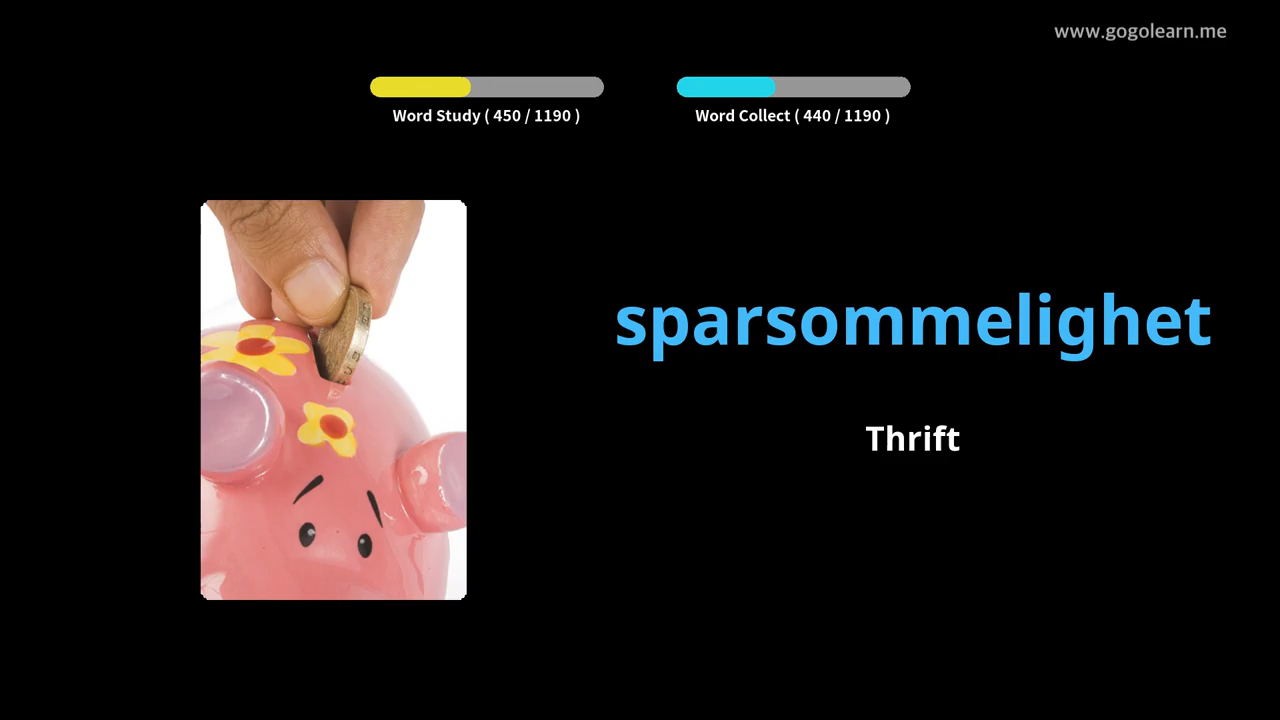 www.gogolearn.me
Word Study ( 450 / 1190 )
Word Collect ( 440 / 1190 )
sparsommelighet
Thrift